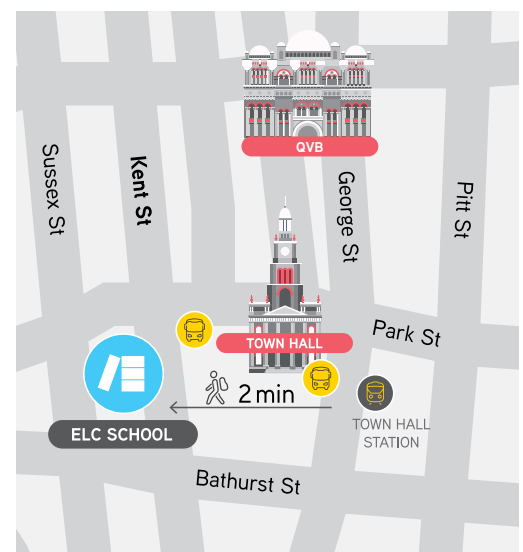 QVB
Sussex St
Kent St
George St
Pitt St
Park St
TOWN HALL
2 min
TOWN HALL
STATION
ELC SCHOOL
Bathurst St